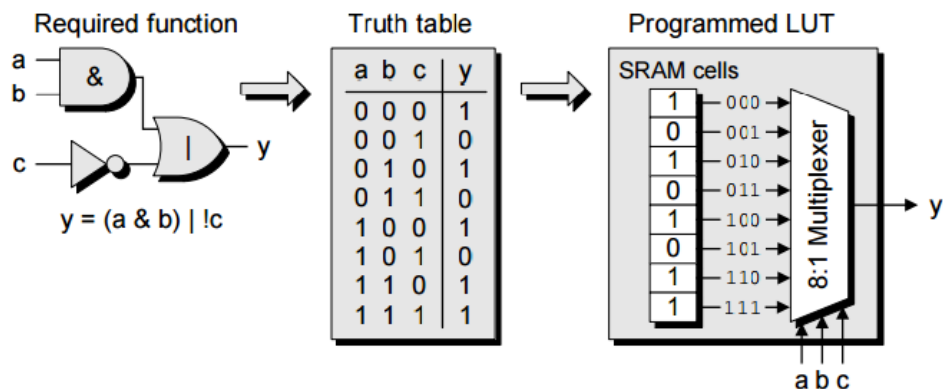 Required function
a
&
b
|
y
c
y = (a & b) | !c
Truth table
a b c y
0 0 0 1
0 0 1 0
0 1 0 1
0 1 1 0
1 0 0 1
1 0 1 0
1 1 0 1
1 1 1 1
Programmed LUT
SRAM cells
1 000
0 001
1 010
0 011
1 100
0 101
1 110
1 111
8:1 Multiplexer
y
a b c